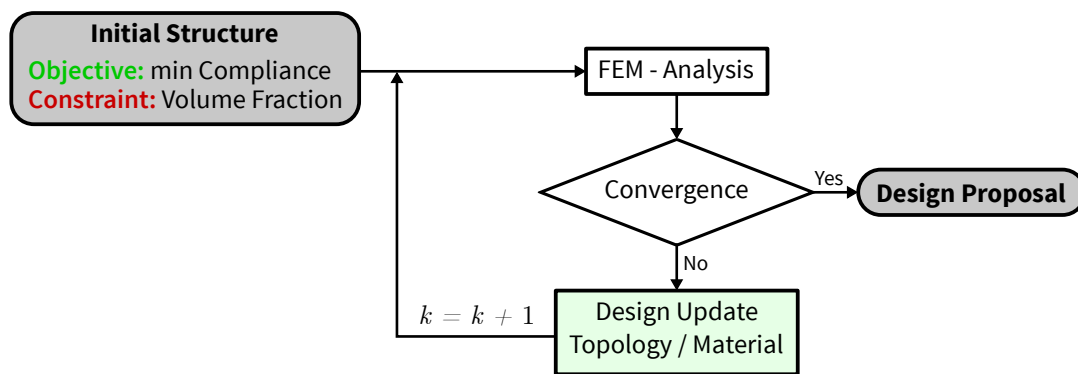 Initial Structure
Objective: min Compliance
Constraint: Volume Fraction
FEM - Analysis
Convergence
Yes
Design Proposal
No
Design Update
Topology / Material
k = k + 1